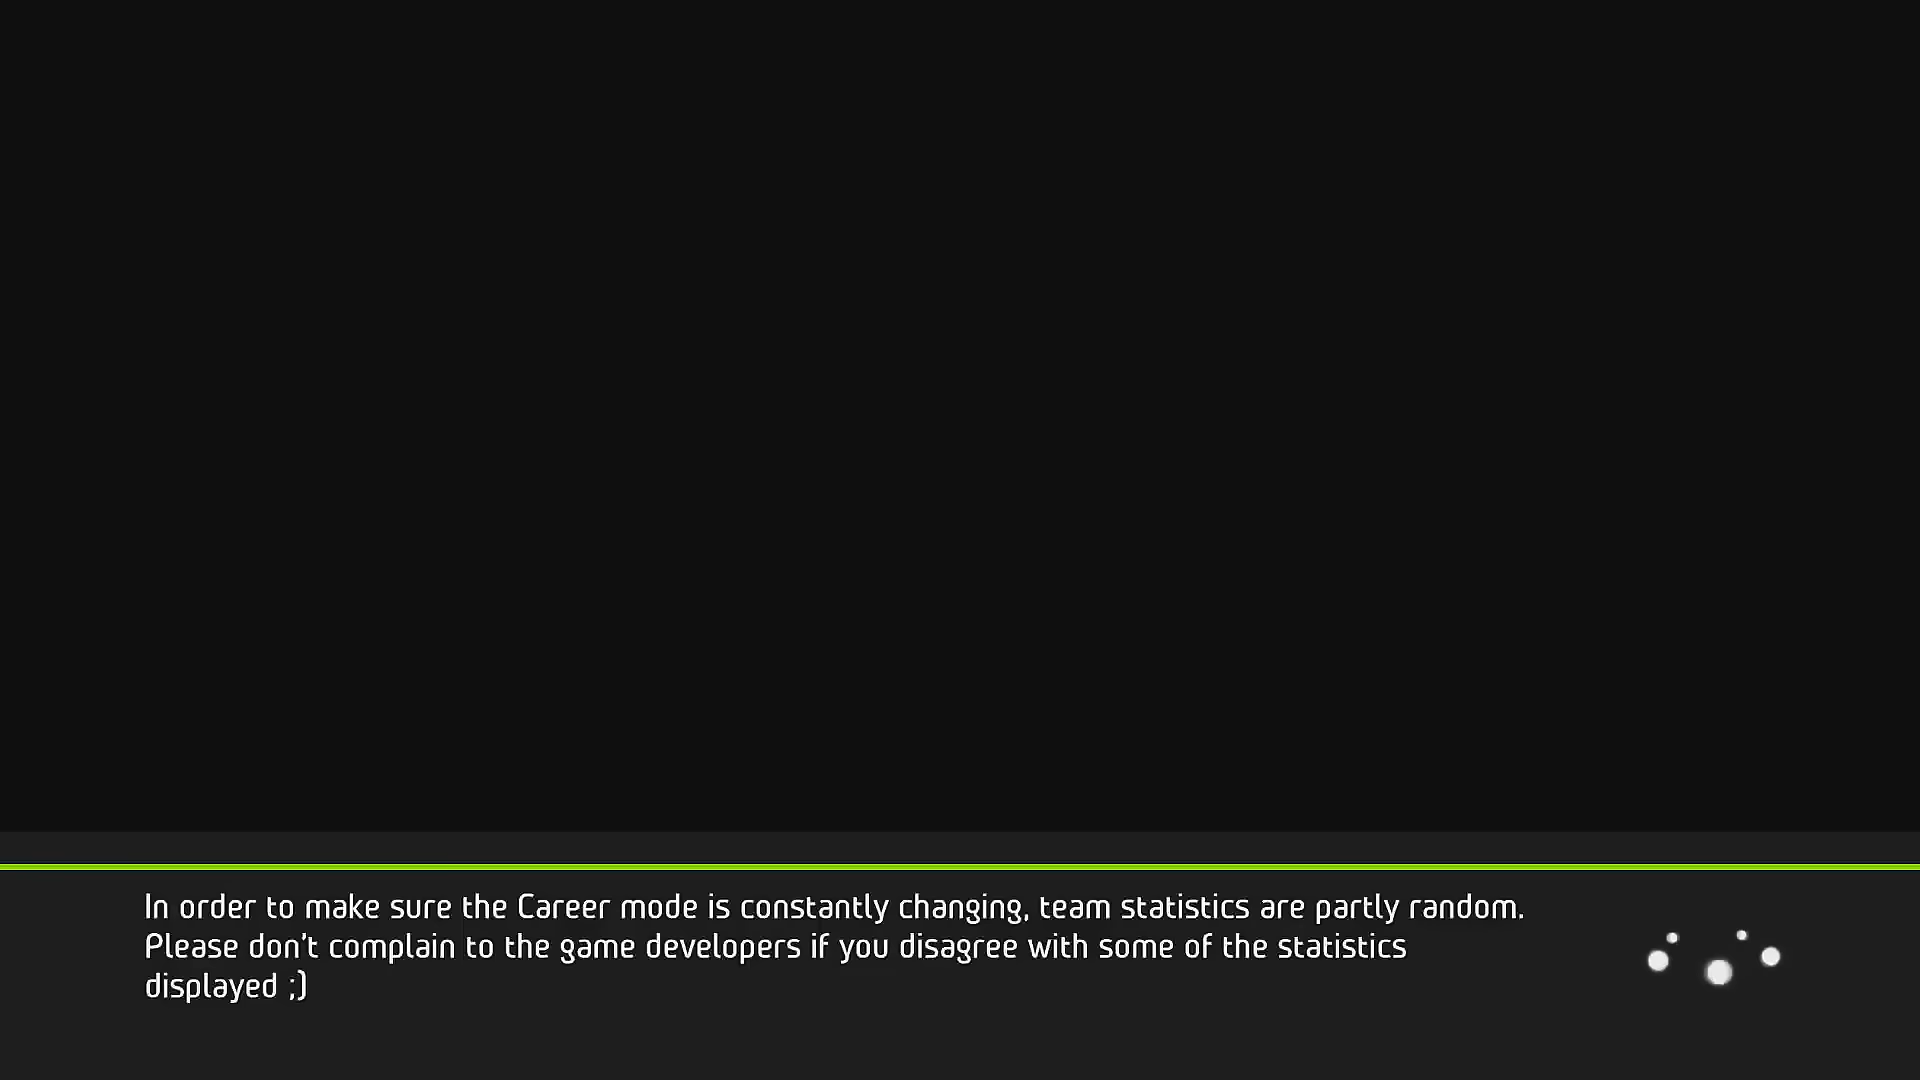 In order to make sure the Career mode is constantly changing, team statistics are partly random.
Please don't complain to the game developers if you disagree with some of the statistics
displayed ;)